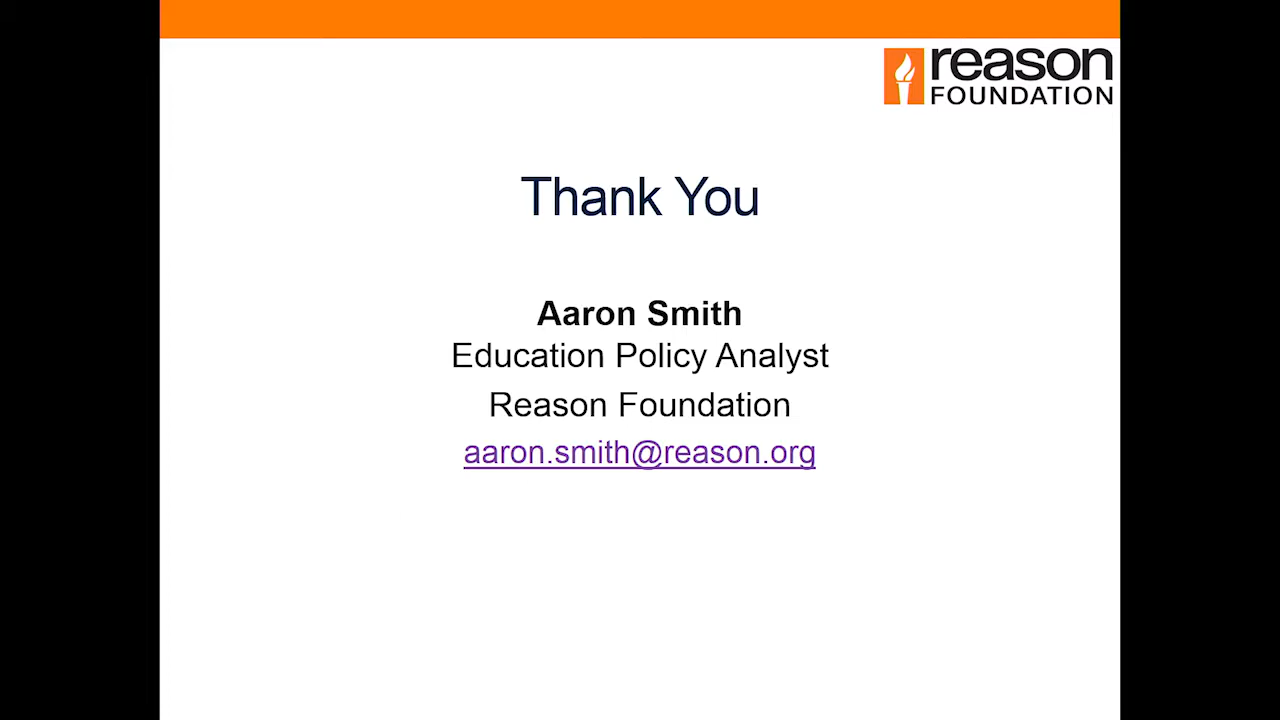 reason
FOUNDATION
Thank You
Aaron Smith
Education Policy Analyst
Reason Foundation
aaron.smith@reason.org